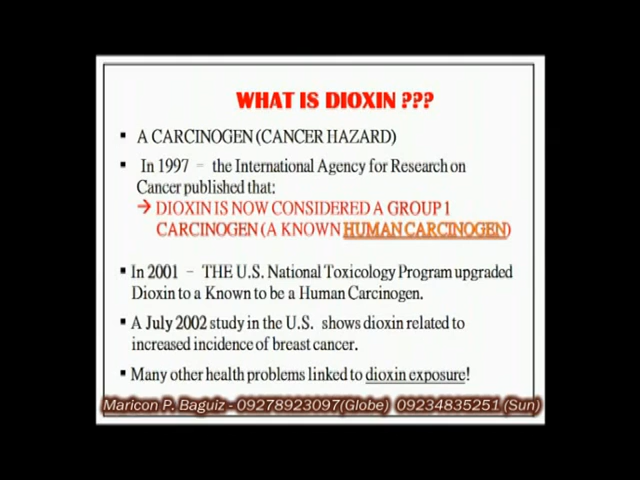 WHAT IS DIOXIN ???
▪ A CARCINOGEN (CANCER HAZARD)
▪ In 1997 – the International Agency for Research on
Cancer published that:
→ DIOXIN IS NOW CONSIDERED A GROUP 1
CARCINOGEN (A KNOWN HUMAN CARCINOGEN)
▪ In 2001 – THE U.S. National Toxicology Program upgraded
Dioxin to a Known to be a Human Carcinogen.
▪ A July 2002 study in the U.S. shows dioxin related to
increased incidence of breast cancer.
▪ Many other health problems linked to dioxin exposure!
Maricon P. Baguiz - 09278923097(Globe) 09234835251 (Sun)